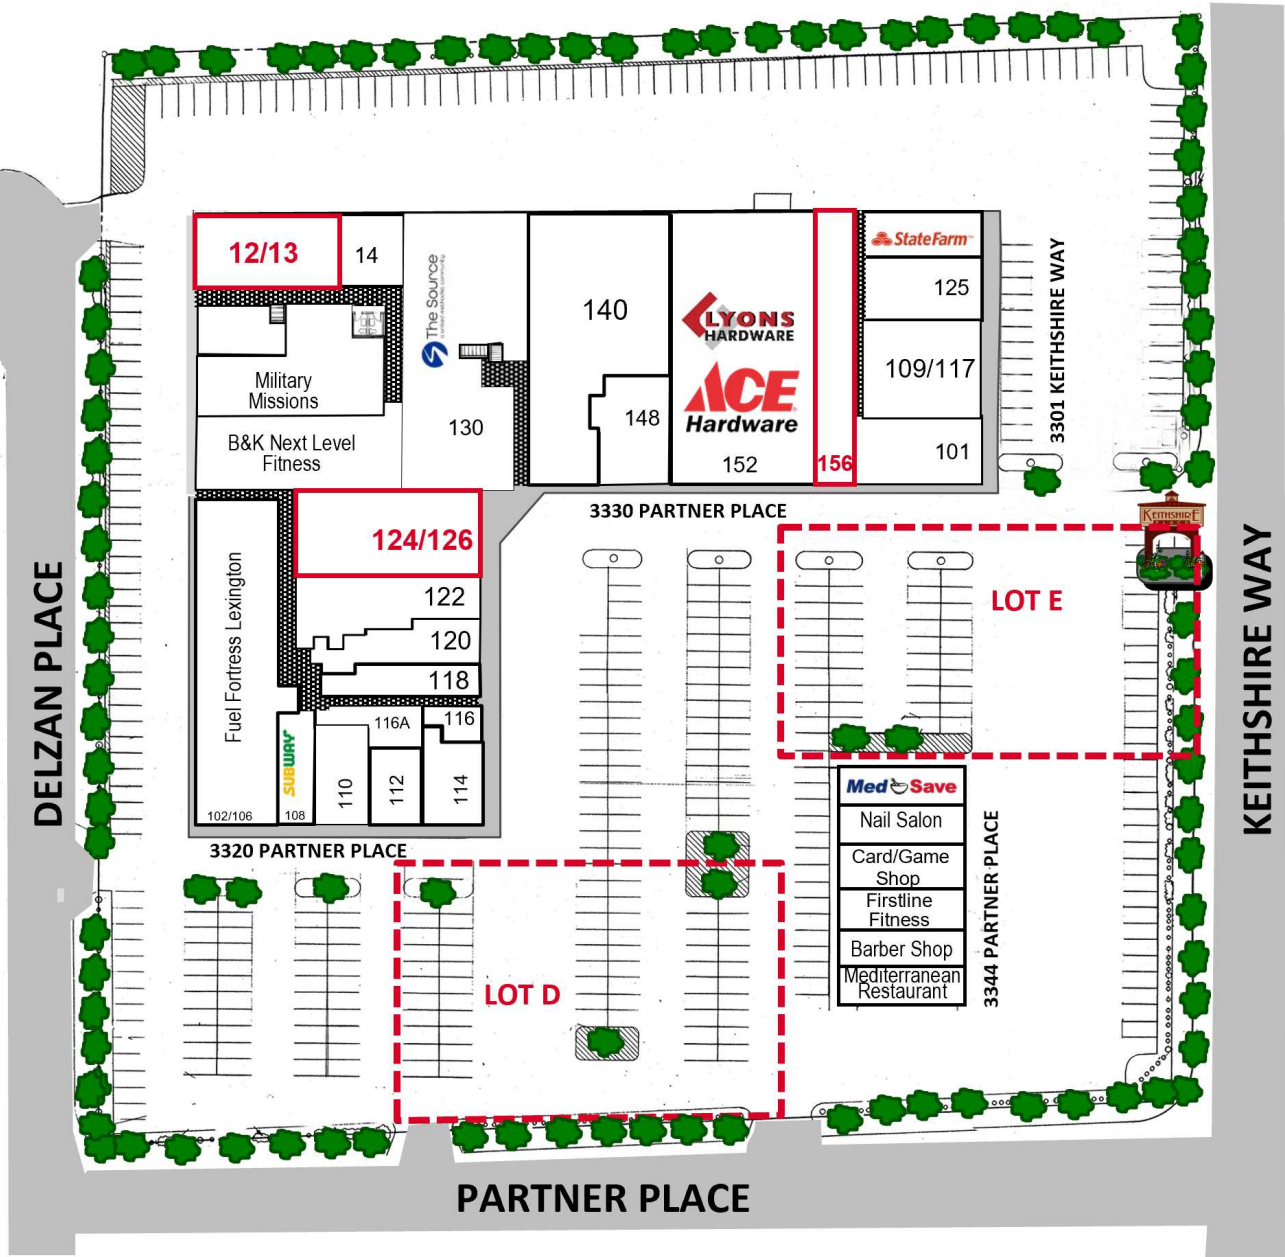 12/13
14
The Source
140
LYONS
HARDWARE
ACE
Hardware
152
148
130
156
StateFarm
125
109/117
101
3301 KEITHSHIRE WAY
Military
Missions
B&K Next Level
Fitness
3330 PARTNER PLACE
KEITHSHIRE
124/126
122
120
118
Fuel Fortress Lexington
102/106
SUBWAY
108
110
116A
112
116
114
3320 PARTNER PLACE
LOT E
LOT D
Med Save
Nail Salon
Card/Game
Shop
Firstline
Fitness
Barber Shop
Mediterranean
Restaurant
3344 PARTNER PLACE
DELZAN PLACE
KEITHSHIRE WAY
PARTNER PLACE